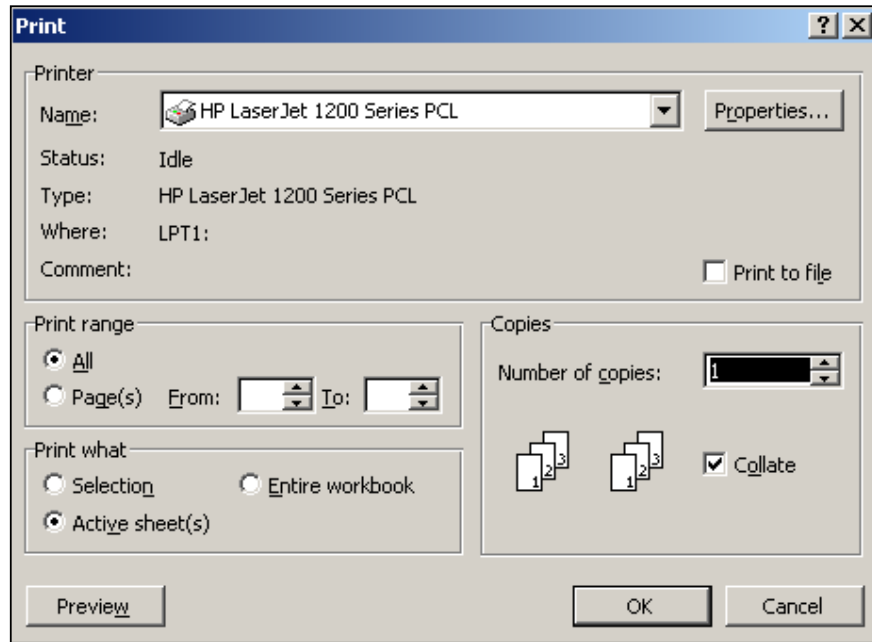 Print
Printer
Name: HP LaserJet 1200 Series PCL Properties...
Status: Idle
Type: HP LaserJet 1200 Series PCL
Where: LPT1:
Comment: Print to file
Print range
All
Page(s) From: To:
Copies
Number of copies: 1
1 2 3 1 2 3 Collate
Print what
Selection Entire workbook
Active sheet(s)
Preview OK Cancel